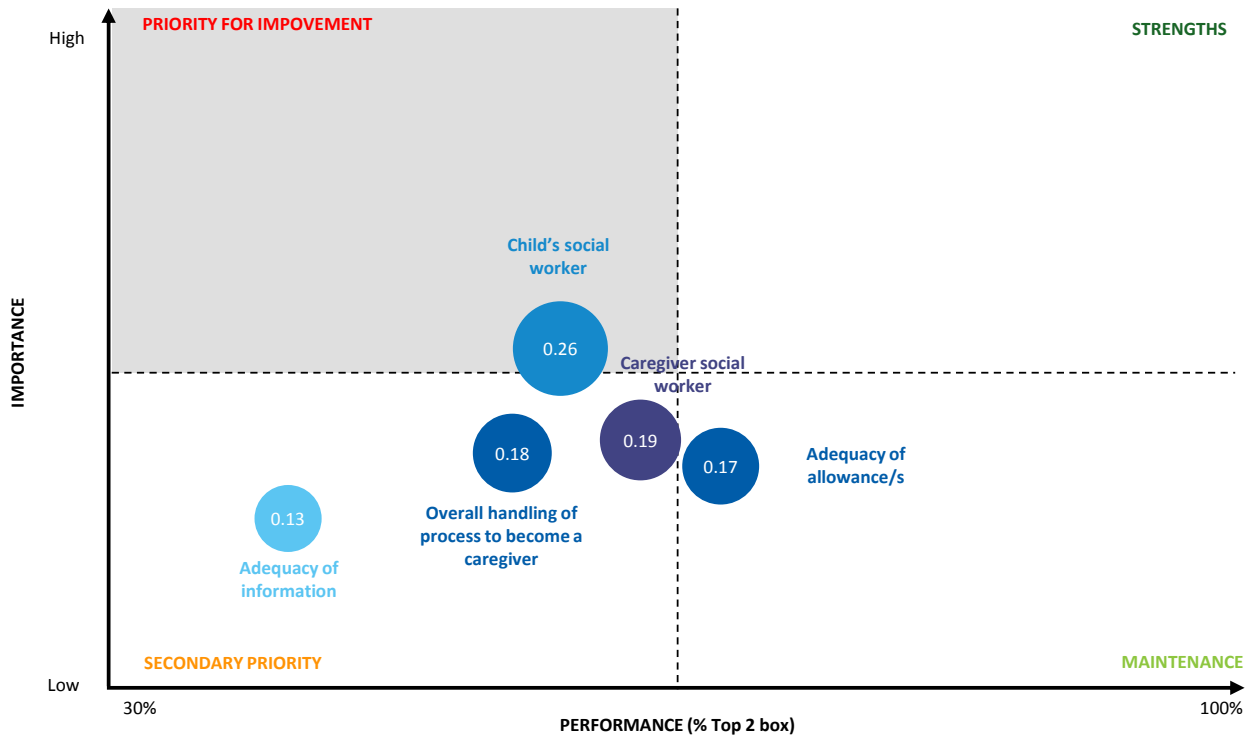 PRIORITY FOR IMPOVEMENT
STRENGTHS
High
Child's social
worker
0.26
IMPORTANCE
Caregiver social
worker
0.19
0.18
0.17
Adequacy of
allowance/s
Overall handling of
process to become a
caregiver
0.13
Adequacy of
information
SECONDARY PRIORITY
MAINTENANCE
Low
30%
100%
PERFORMANCE (% Top 2 box)